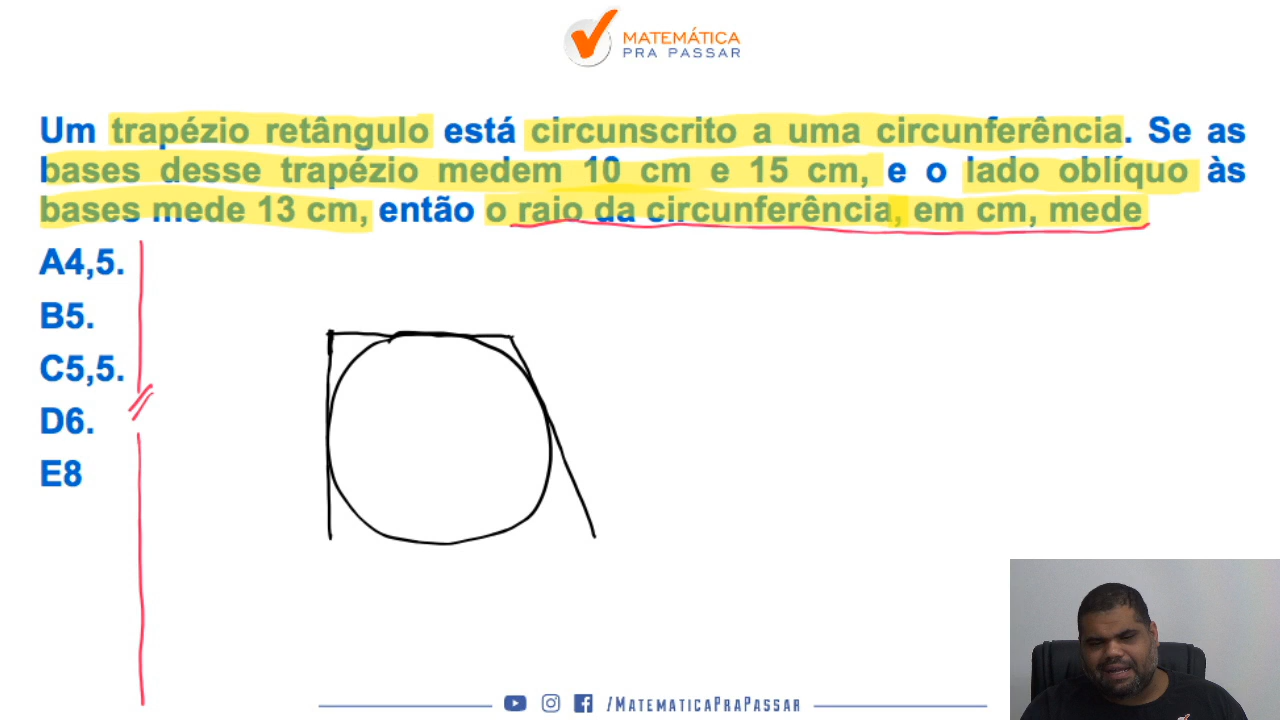 MATEMÁTICA
PRA PASSAR
Um trapézio retângulo está circunscrito a uma circunferência. Se as
bases desse trapézio medem 10 cm e 15 cm, e o lado oblíquo às
bases mede 13 cm, então o raio da circunferência, em cm, mede
A4,5.
B5.
C5,5.
D6.
E8
/MATEMATICAPRAPASSAR